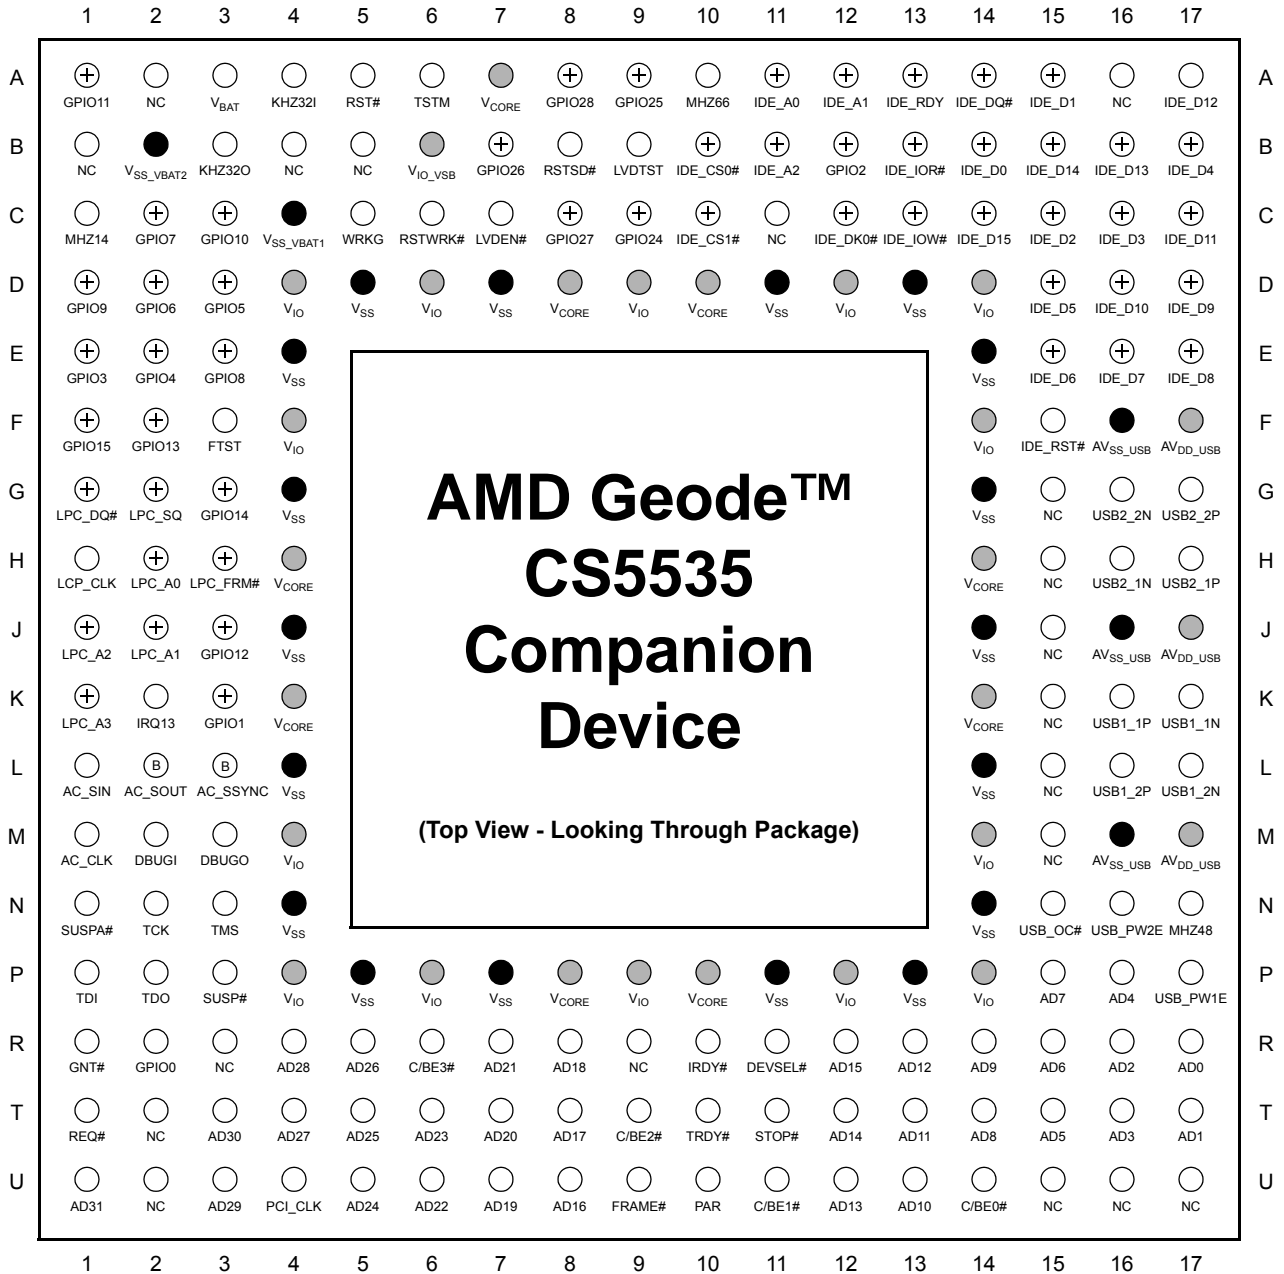 1 2 3 4 5 6 7 8 9 10 11 12 13 14 15 16 17
A A
GPIO11 NC VBAT KHZ32I RST# TSTM VCORE GPIO28 GPIO25 MHZ66 IDE_A0 IDE_A1 IDE_RDY IDE_DQ# IDE_D1 NC IDE_D12
B B
NC VSS_VBAT2 KHZ32O NC NC VIO_VSB GPIO26 RSTSD# LVDTST IDE_CS0# IDE_A2 GPIO2 IDE_IOR# IDE_D0 IDE_D14 IDE_D13 IDE_D4
C C
MHZ14 GPIO7 GPIO10 VSS_VBAT1 WRKG RSTWRK# LVDEN# GPIO27 GPIO24 IDE_CS1# NC IDE_DK0# IDE_IOW# IDE_D15 IDE_D2 IDE_D3 IDE_D11
D D
GPIO9 GPIO6 GPIO5 VIO VSS VIO VSS VCORE VIO VCORE VSS VIO VSS VIO IDE_D5 IDE_D10 IDE_D9
E E
GPIO3 GPIO4 GPIO8 VSS VSS IDE_D6 IDE_D7 IDE_D8
F F
GPIO15 GPIO13 FTST VIO VIO IDE_RST# AVSS_USB AVDD_USB
G G
LPC_DQ# LPC_SQ GPIO14 VSS VSS NC USB2_2N USB2_2P
H H
LCP_CLK LPC_A0 LPC_FRM# VCORE VCORE NC USB2_1N USB2_1P
J J
LPC_A2 LPC_A1 GPIO12 VSS VSS NC AVSS_USB AVDD_USB
K K
LPC_A3 IRQ13 GPIO1 VCORE VCORE NC USB1_1P USB1_1N
L B B L
AC_SIN AC_SOUT AC_SSYNC VSS VSS NC USB1_2P USB1_2N
M M
AC_CLK DBUGI DBUGO VIO VIO NC AVSS_USB AVDD_USB
N N
SUSPA# TCK TMS VSS VSS USB_OC# USB_PW2E MHZ48
AMD Geode™
CS5535
Companion
Device
(Top View - Looking Through Package)
P P
TDI TDO SUSP# VIO VSS VIO VSS VCORE VIO VCORE VSS VIO VSS VIO AD7 AD4 USB_PW1E
R R
GNT# GPIO0 NC AD28 AD26 C/BE3# AD21 AD18 NC IRDY# DEVSEL# AD15 AD12 AD9 AD6 AD2 AD0
T T
REQ# NC AD30 AD27 AD25 AD23 AD20 AD17 C/BE2# TRDY# STOP# AD14 AD11 AD8 AD5 AD3 AD1
U U
AD31 NC AD29 PCI_CLK AD24 AD22 AD19 AD16 FRAME# PAR C/BE1# AD13 AD10 C/BE0# NC NC NC
1 2 3 4 5 6 7 8 9 10 11 12 13 14 15 16 17